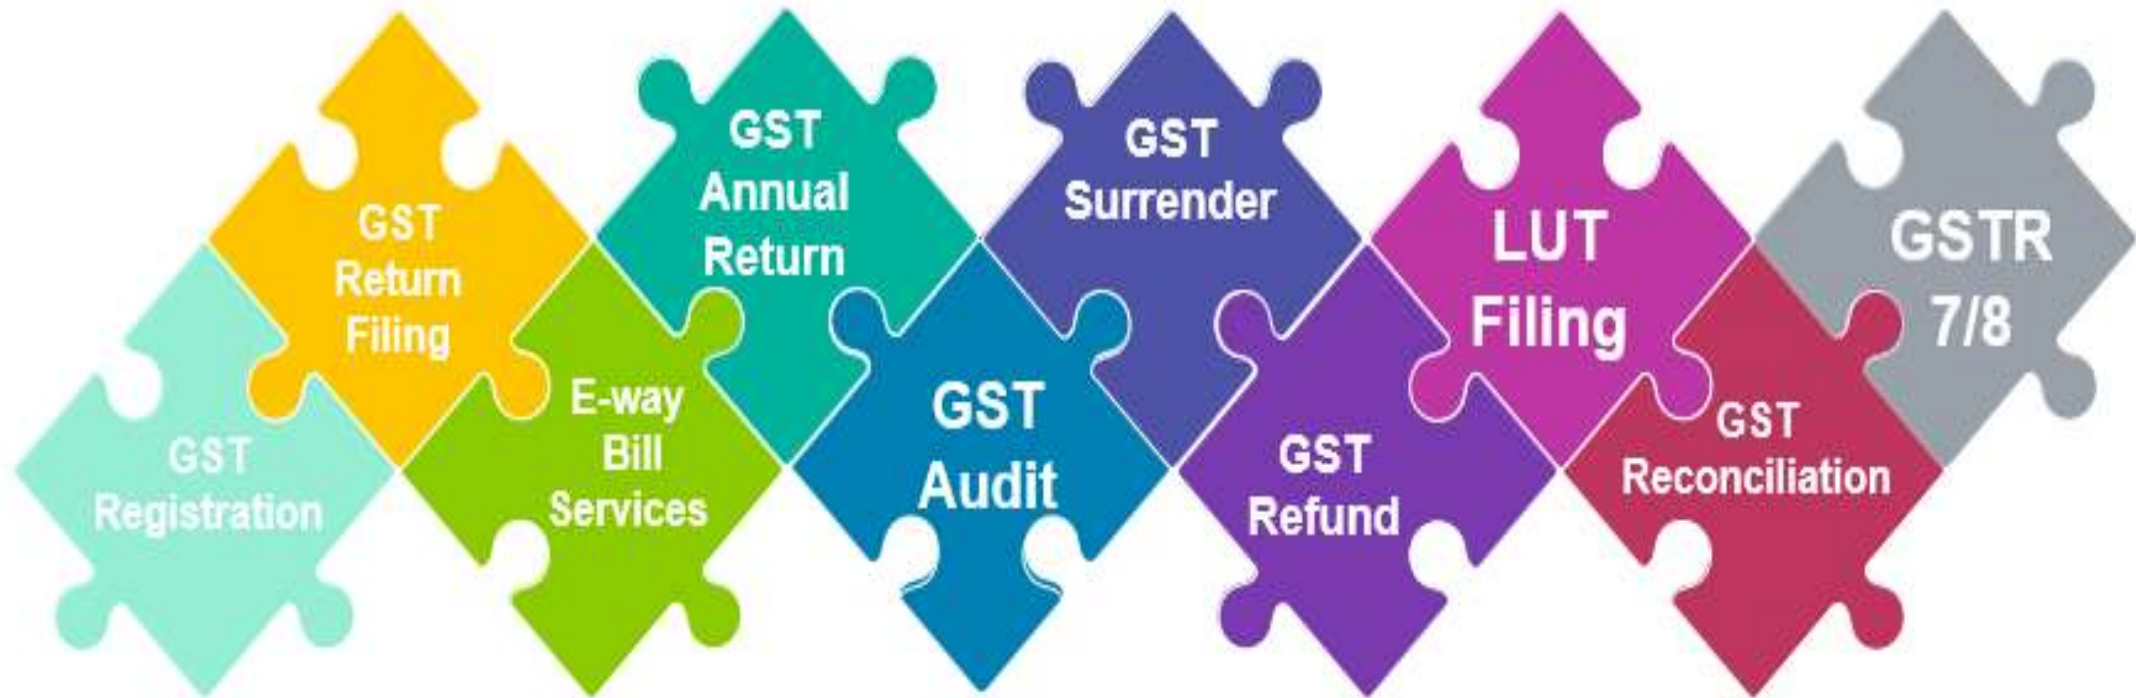 GST
Registration
GST
Return
Filing
E-way
Bill
Services
GST
Annual
Return
GST
Audit
GST
Surrender
GST
Refund
LUT
Filing
GST
Reconciliation
GSTR
7/8